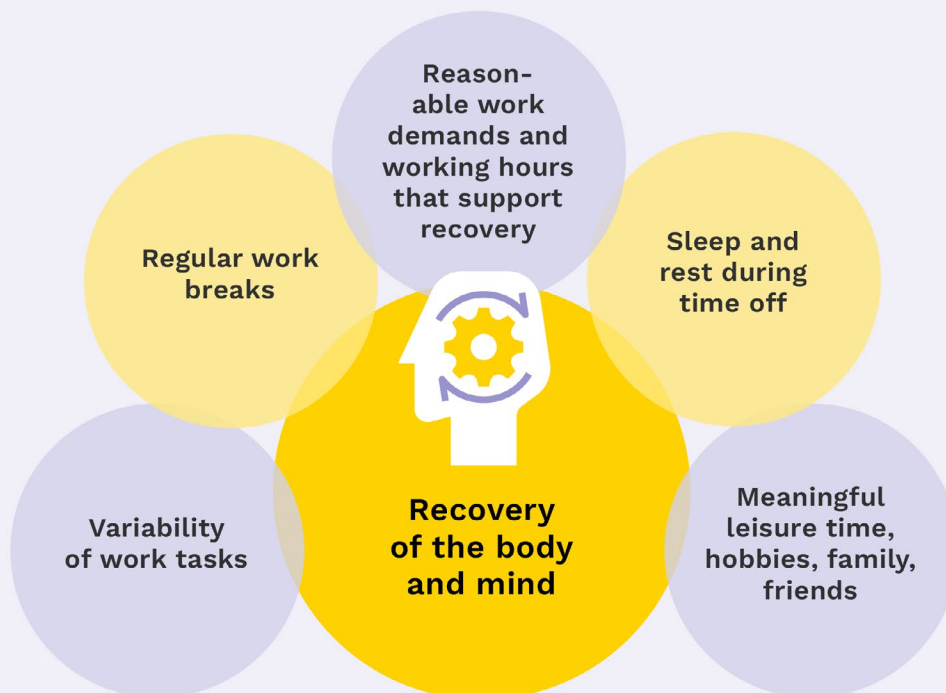 Reason-
able work
demands and
working hours
that support
recovery
Regular work
breaks
Sleep and
rest during
time off
Variability
of work tasks
Recovery
of the body
and mind
Meaningful
leisure time,
hobbies, family,
friends